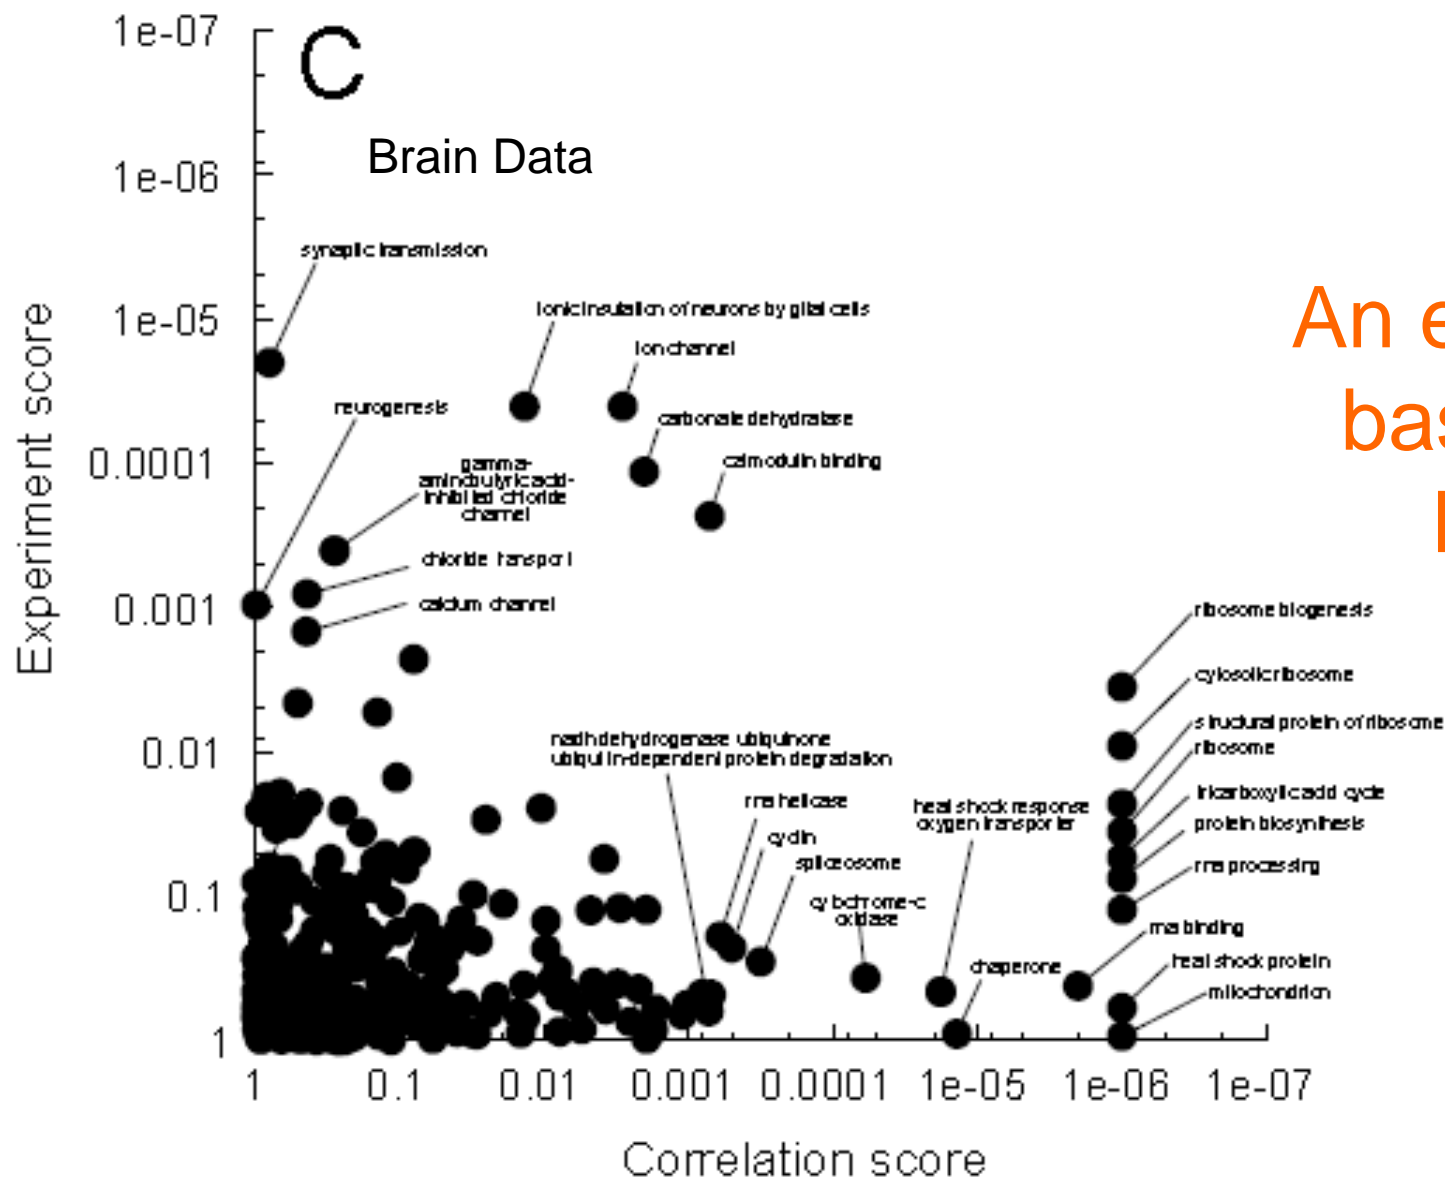 C
Brain Data
1e-07
1e-06
1e-05
0.0001
0.001
0.01
0.1
1
Experiment score
synaptic transmission
ionic insulation of neurons by glial cells
ion channel
neurogenesis
carbonate dehydratase
calmodulin binding
gamma-
aminobutyric acid-
inhibited chloride
channel
chloride transport
calcium channel
ribosome biogenesis
cytosolic ribosome
structural protein of ribosome
ribosome
tricarboxylic acid cycle
protein biosynthesis
rna processing
rna binding
heat shock protein
mitochondrion
nadh dehydrogenase ubiquinone
ubiquitin-dependent protein degradation
rna helicase
cyclin
spliceosome
cytochrome-c
oxidase
heat shock response
oxygen transporter
chaperone
1
0.1
0.01
0.001
0.0001
1e-05
1e-06
1e-07
Correlation score
An e
bas